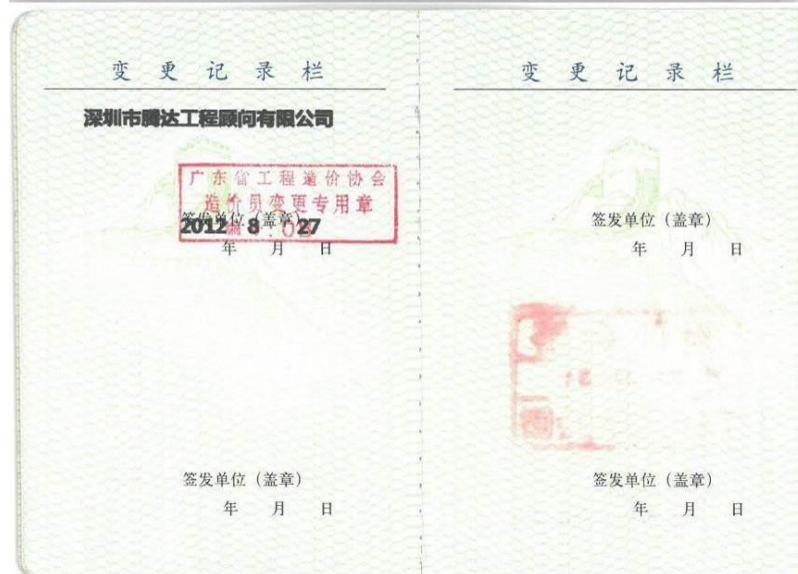 变更记录栏
深圳市腾达工程顾问有限公司
广东省工程造价协会
造价员变更专用章
签发单位（盖章）
2012 8 27
年 月 日
签发单位（盖章）
年 月 日
变更记录栏
签发单位（盖章）
年 月 日
签发单位（盖章）
年 月 日